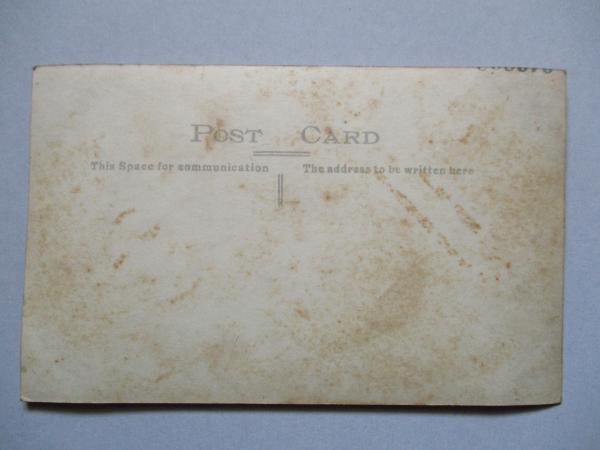 POST CARD
This Space for communication
The address to be written here